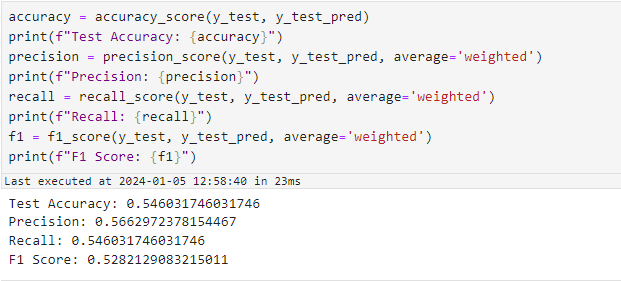 accuracy = accuracy_score(y_test, y_test_pred)
print(f"Test Accuracy: {accuracy}")
precision = precision_score(y_test, y_test_pred, average='weighted')
print(f"Precision: {precision}")
recall = recall_score(y_test, y_test_pred, average='weighted')
print(f"Recall: {recall}")
f1 = f1_score(y_test, y_test_pred, average='weighted')
print(f"F1 Score: {f1}")
Last executed at 2024-01-05 12:58:40 in 23ms
Test Accuracy: 0.546031746031746
Precision: 0.5662972378154467
Recall: 0.546031746031746
F1 Score: 0.5282129083215011